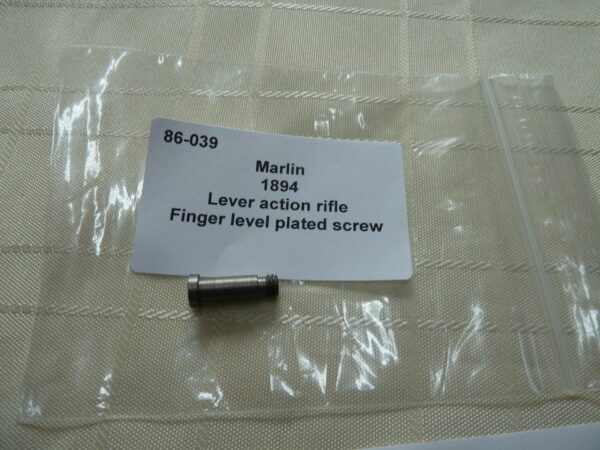 86-039
Marlin
1894
Lever action rifle
Finger level plated screw